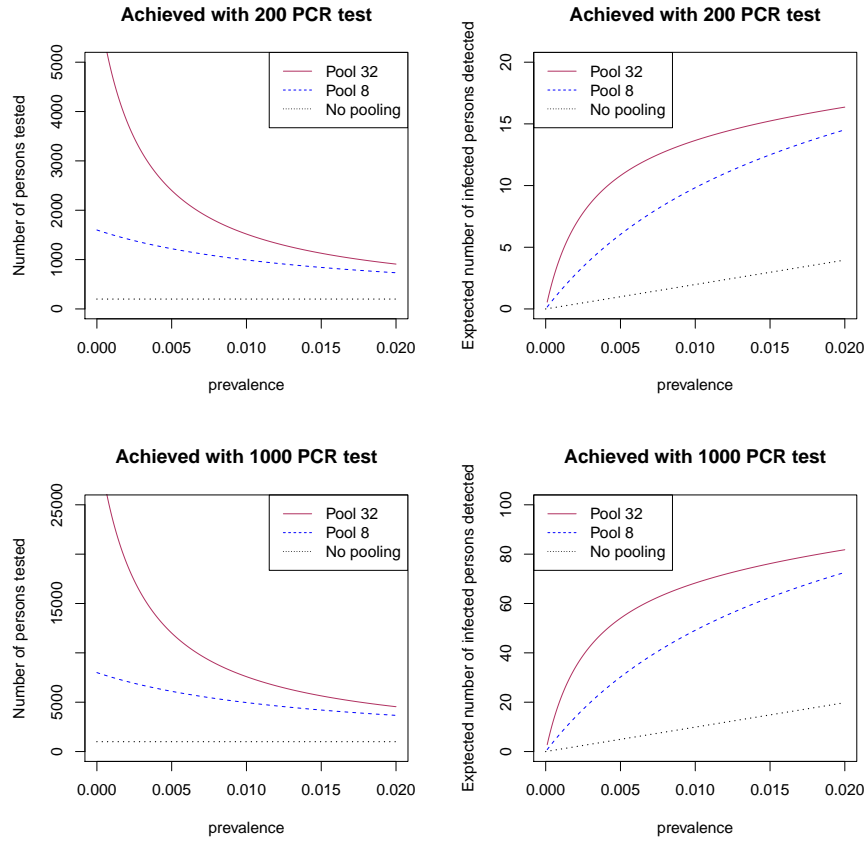 Achieved with 200 PCR test
Number of persons tested
5000
4000
3000
2000
1000
0
Pool 32
Pool 8
No pooling
0.000 0.005 0.010 0.015 0.020
prevalence
Achieved with 200 PCR test
Exptected number of infected persons detected
20
15
10
5
0
Pool 32
Pool 8
No pooling
0.000 0.005 0.010 0.015 0.020
prevalence
Achieved with 1000 PCR test
Number of persons tested
25000
15000
5000
0
Pool 32
Pool 8
No pooling
0.000 0.005 0.010 0.015 0.020
prevalence
Achieved with 1000 PCR test
Exptected number of infected persons detected
100
80
60
40
20
0
Pool 32
Pool 8
No pooling
0.000 0.005 0.010 0.015 0.020
prevalence